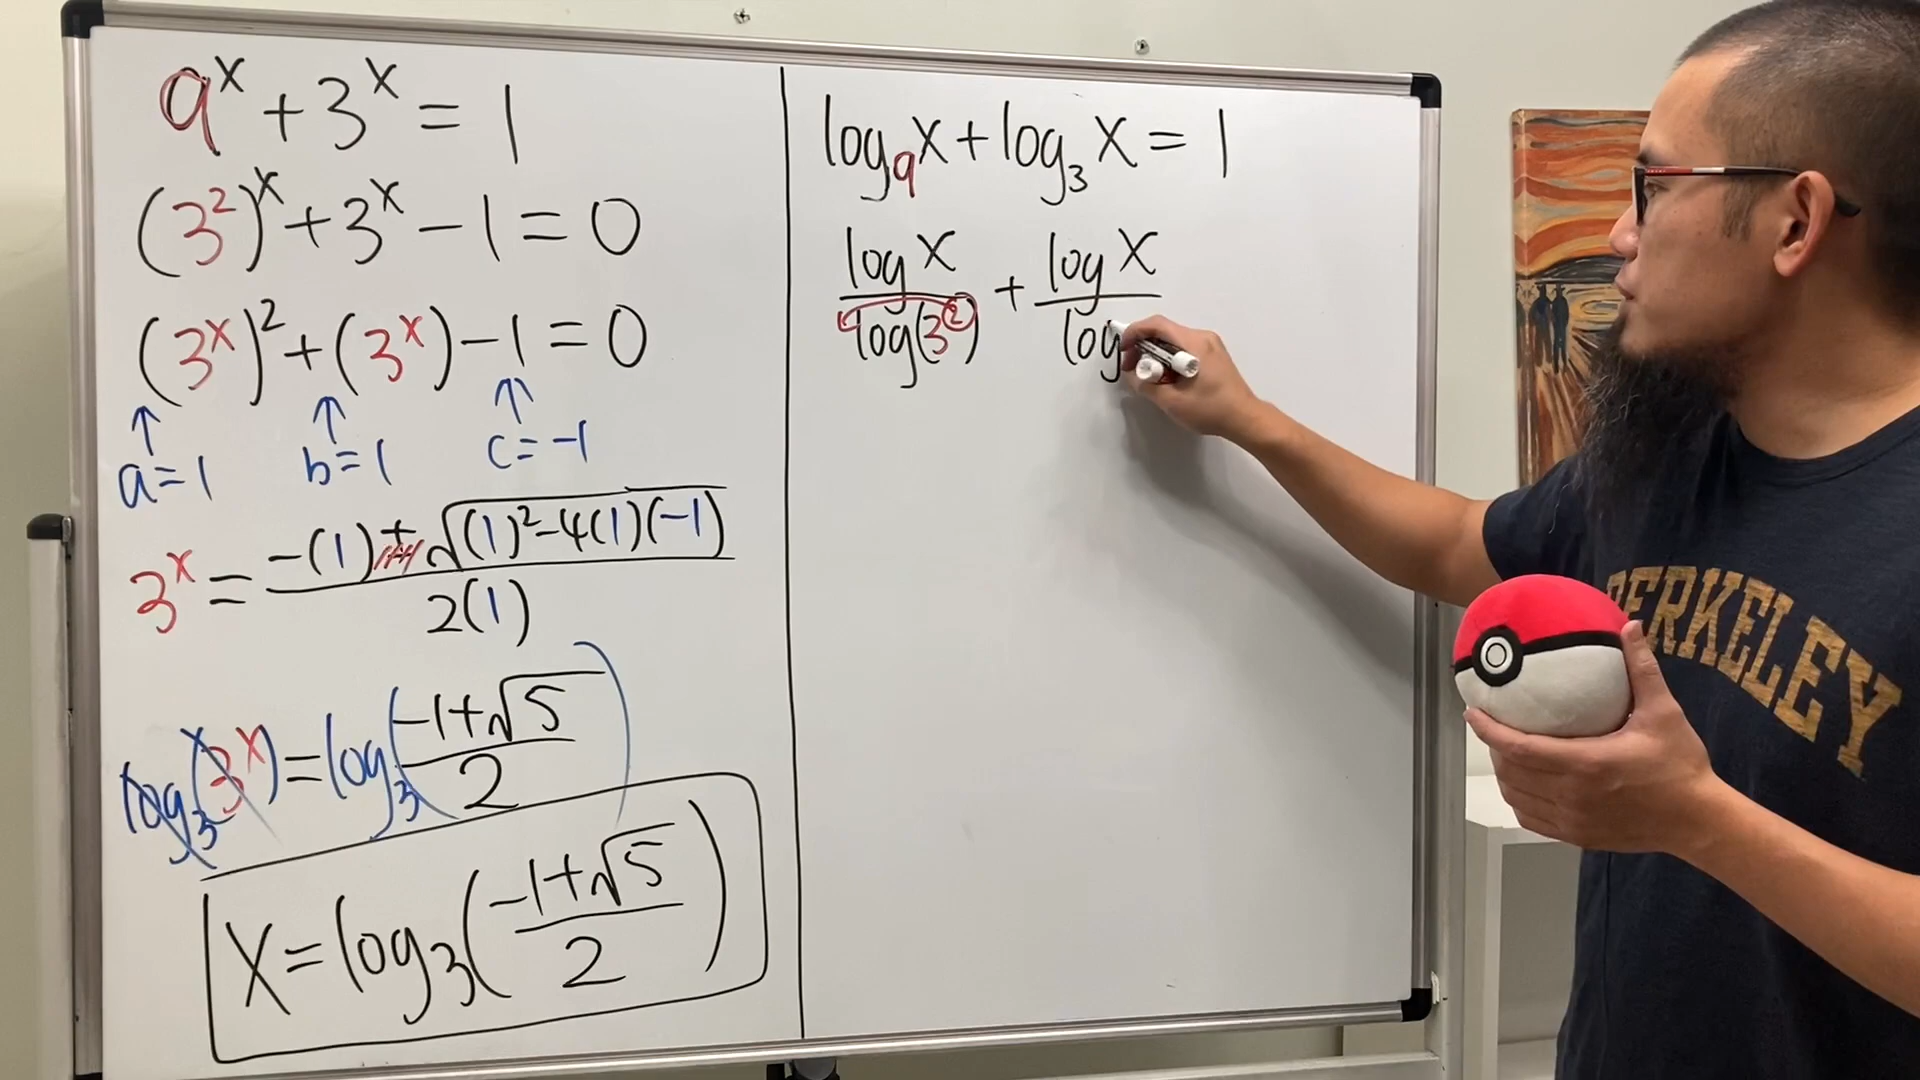 9^x + 3^x = 1
(3^2)^x + 3^x - 1 = 0
(3^x)^2 + (3^x) - 1 = 0
↑ ↑ ↑
a = 1 b = 1 c = -1
3^x = (-(1) + √((1)^2 - 4(1)(-1))) / 2(1)
log_3(3^x) = log_3((-1+√5)/2)
x = log_3((-1+√5)/2)
log_9 x + log_3 x = 1
log x / log(3^2) + log x / log
BERKELEY